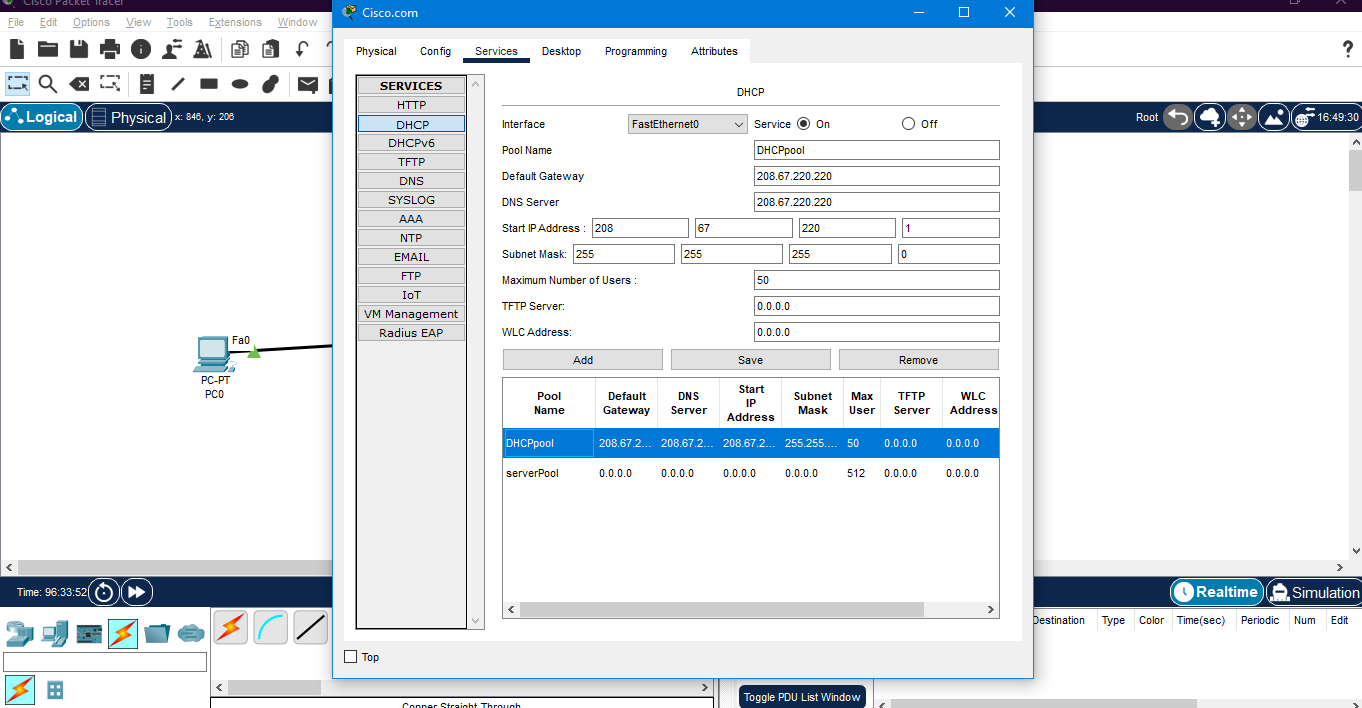 Cisco Packet Tracer
File Edit Options View Tools Extensions Window
?
Logical Physical x: 846, y: 206
Root 16:49:30
Fa0
PC-PT
PC0
Cisco.com
Physical Config Services Desktop Programming Attributes
SERVICES
HTTP
DHCP
DHCPv6
TFTP
DNS
SYSLOG
AAA
NTP
EMAIL
FTP
IoT
VM Management
Radius EAP
DHCP
Interface FastEthernet0 Service On Off
Pool Name DHCPpool
Default Gateway 208.67.220.220
DNS Server 208.67.220.220
Start IP Address : 208 67 220 1
Subnet Mask: 255 255 255 0
Maximum Number of Users : 50
TFTP Server: 0.0.0.0
WLC Address: 0.0.0.0
Add Save Remove
Pool Name Default Gateway DNS Server Start IP Address Subnet Mask Max User TFTP Server WLC Address
DHCPpool 208.67.2... 208.67.2... 208.67.2... 255.255.... 50 0.0.0.0 0.0.0.0
serverPool 0.0.0.0 0.0.0.0 0.0.0.0 0.0.0.0 512 0.0.0.0 0.0.0.0
Top
Time: 96:33:52
Realtime Simulation
Destination Type Color Time(sec) Periodic Num Edit
Toggle PDU List Window
Copper Straight-Through